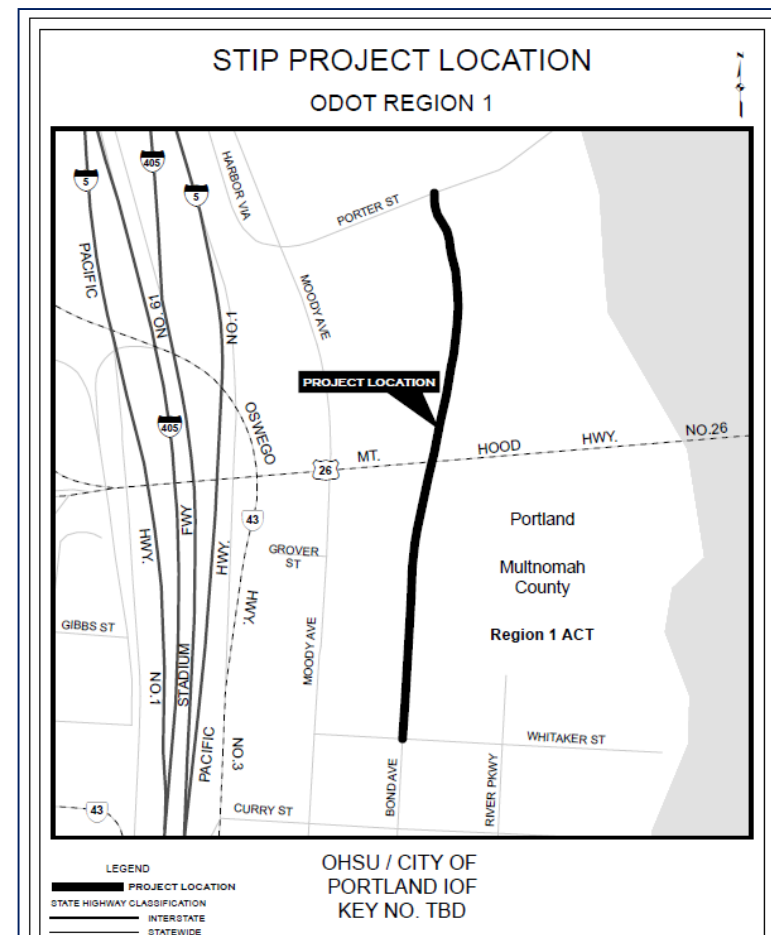 STIP PROJECT LOCATION
ODOT REGION 1
N
5
405
5
HARBOR VIA
PORTER ST
PACIFIC
NO.61
NO.1
MOODY AVE
PROJECT LOCATION
OSWEGO
405
26
MT.
HOOD
HWY.
NO.26
43
Portland
FWY
HWY.
HWY.
GROVER
ST
HWY.
Multnomah
County
GIBBS ST
MOODY AVE
Region 1 ACT
NO.1
STADIUM
PACIFIC
NO.3
WHITAKER ST
BOND AVE
RIVER PKWY
43
CURRY ST
LEGEND
PROJECT LOCATION
STATE HIGHWAY CLASSIFICATION
INTERSTATE
STATEWIDE
OHSU / CITY OF
PORTLAND IOF
KEY NO. TBD